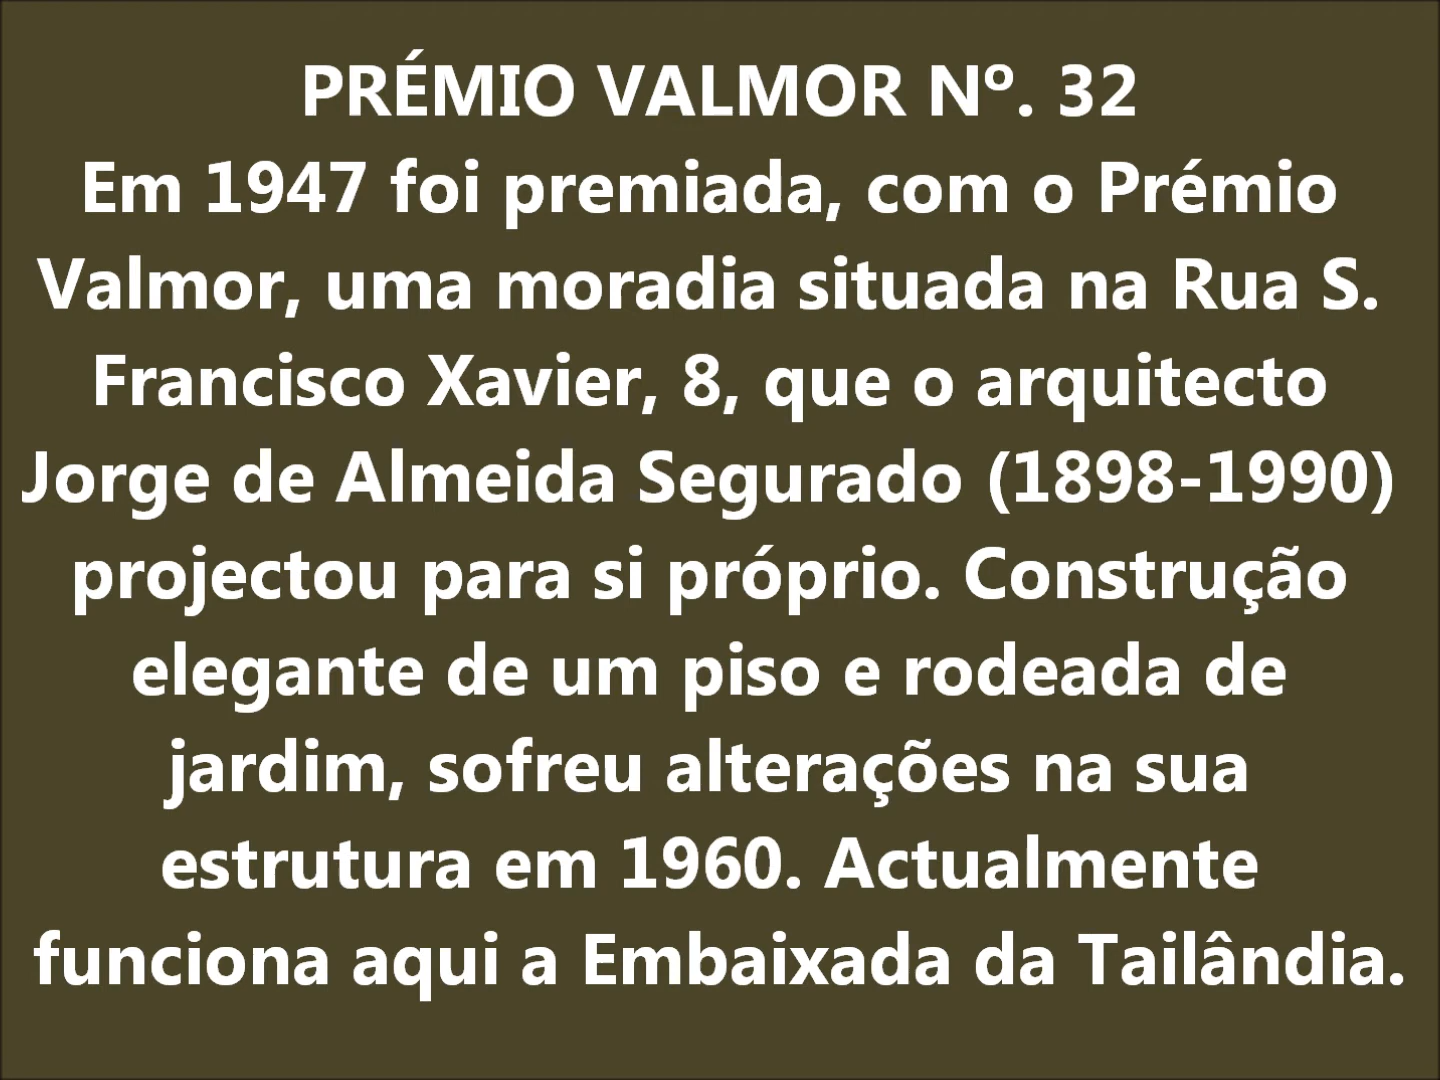 PRÉMIO VALMOR Nº. 32
Em 1947 foi premiada, com o Prémio
Valmor, uma moradia situada na Rua S.
Francisco Xavier, 8, que o arquitecto
Jorge de Almeida Segurado (1898-1990)
projectou para si próprio. Construção
elegante de um piso e rodeada de
jardim, sofreu alterações na sua
estrutura em 1960. Actualmente
funciona aqui a Embaixada da Tailândia.